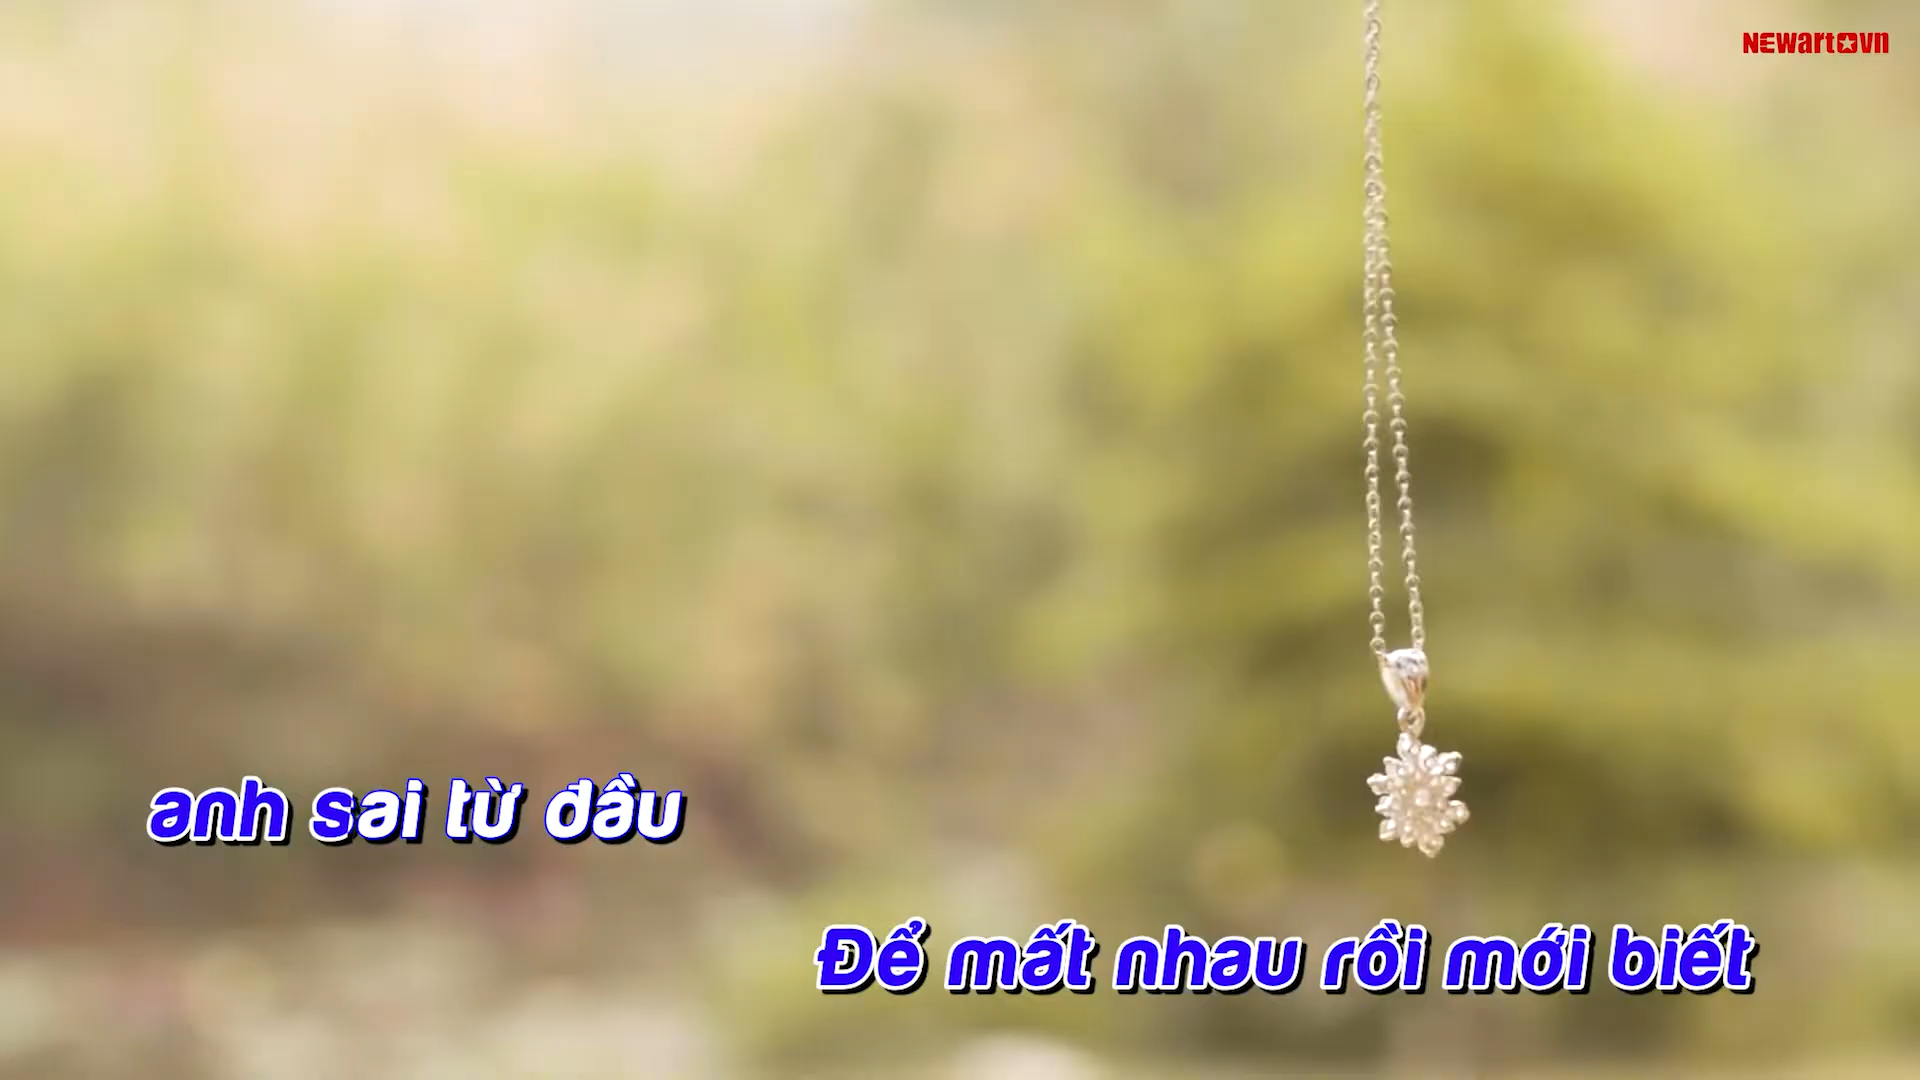 NEWartvn
anh sai từ đầu
Để mất nhau rồi mới biết